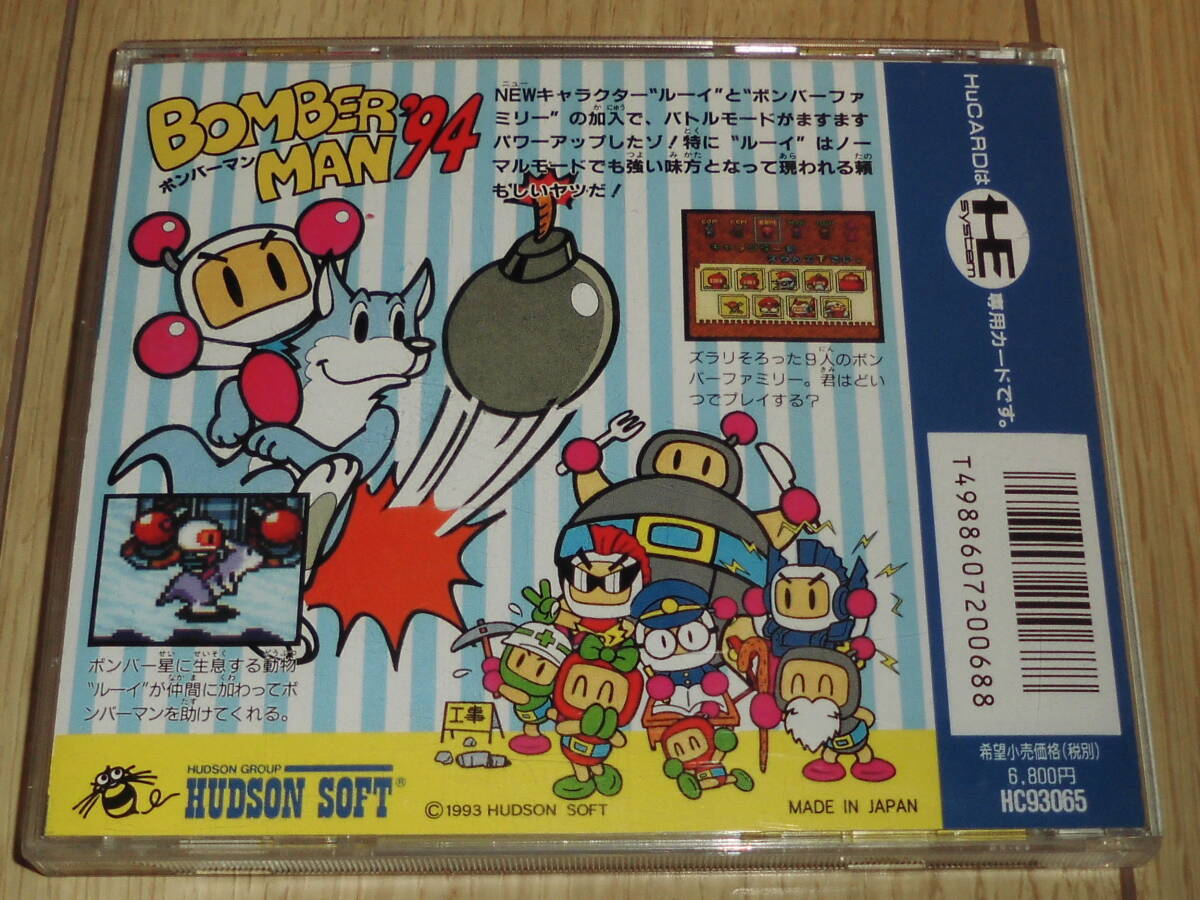 BOMBER
MAN '94
ボンバーマン
NEWキャラクター“ルーイ”と“ボンバーファ
ミリー”の加入で、バトルモードがますます
パワーアップしたゾ！特に“ルーイ”はノー
マルモードでも強い味方となって現われる頼
もしいヤツだ！
ズラリそろった9人のボン
バーファミリー。君はどい
つでプレイする？
ボンバー星に生息する動物
“ルーイ”が仲間に加わってボ
ンバーマンを助けてくれる。
工事
HUDSON GROUP
HUDSON SOFT®
©1993 HUDSON SOFT
MADE IN JAPAN
HuCARDは
HE
system
専用カードです。
T4988607200688
希望小売価格(税別)
6,800円
HC93065